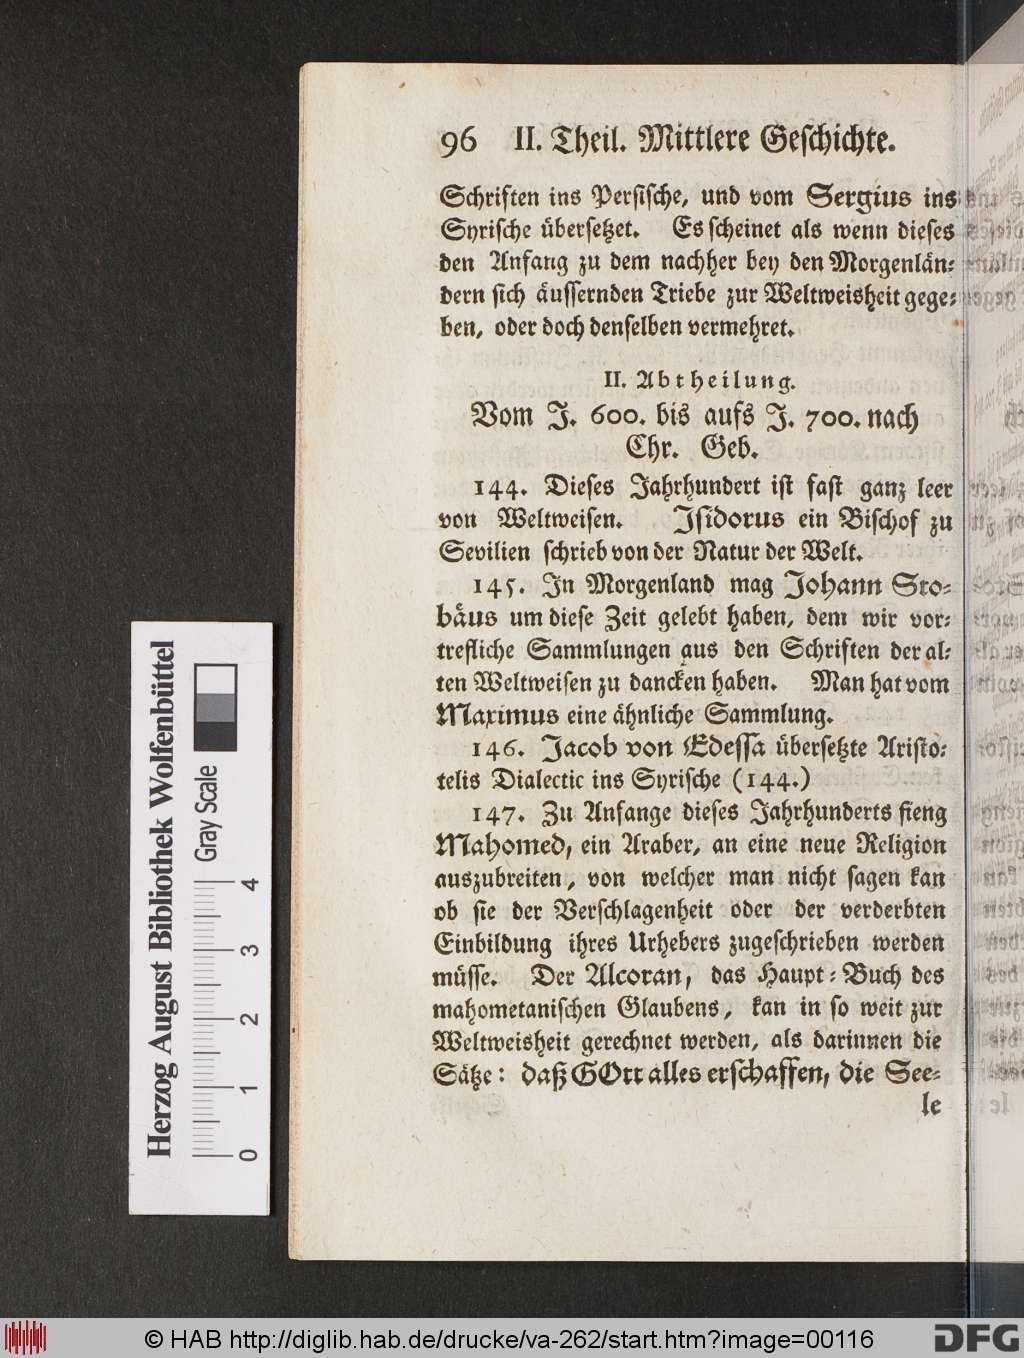 96 II. Theil. Mittlere Geschichte.
Schriften ins Persische, und vom Sergius ins
Syrische übersetzet. Es scheinet als wenn dieses
den Anfang zu dem nachher bey den Morgenlän-
dern sich äussernden Triebe zur Weltweisheit gege-
ben, oder doch denselben vermehret.
II. Abtheilung.
Vom J. 600. bis aufs J. 700. nach
Chr. Geb.
144. Dieses Jahrhundert ist fast ganz leer
von Weltweisen. Isidorus ein Bischof zu
Sevilien schrieb von der Natur der Welt.
145. In Morgenland mag Johann Sto-
bäus um diese Zeit gelebt haben, dem wir vor-
trefliche Sammlungen aus den Schriften der al-
ten Weltweisen zu dancken haben. Man hat vom
Maximus eine ähnliche Sammlung.
146. Jacob von Edessa übersetzte Aristo-
telis Dialectic ins Syrische (144.)
147. Zu Anfange dieses Jahrhunderts fieng
Mahomed, ein Araber, an eine neue Religion
auszubreiten, von welcher man nicht sagen kan
ob sie der Verschlagenheit oder der verderbten
Einbildung ihres Urhebers zugeschrieben werden
müsse. Der Alcoran, das Haupt-Buch des
mahometanischen Glaubens, kan in so weit zur
Weltweisheit gerechnet werden, als darinnen die
Sätze: daß GOtt alles erschaffen, die See-
le
Herzog August Bibliothek Wolfenbüttel
Gray Scale
0 1 2 3 4
© HAB http://diglib.hab.de/drucke/va-262/start.htm?image=00116
DFG